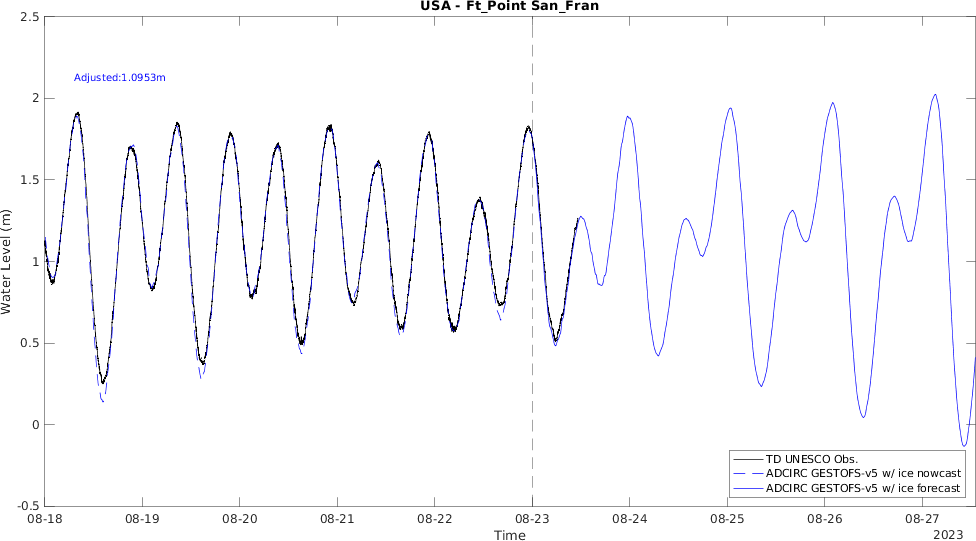 USA - Ft_Point San_Fran
2.5
Adjusted:1.0953m
2
1.5
1
0.5
0
-0.5
Water Level (m)
TD UNESCO Obs.
ADCIRC GESTOFS-v5 w/ ice nowcast
ADCIRC GESTOFS-v5 w/ ice forecast
08-18 08-19 08-20 08-21 08-22 08-23 08-24 08-25 08-26 08-27
Time
2023